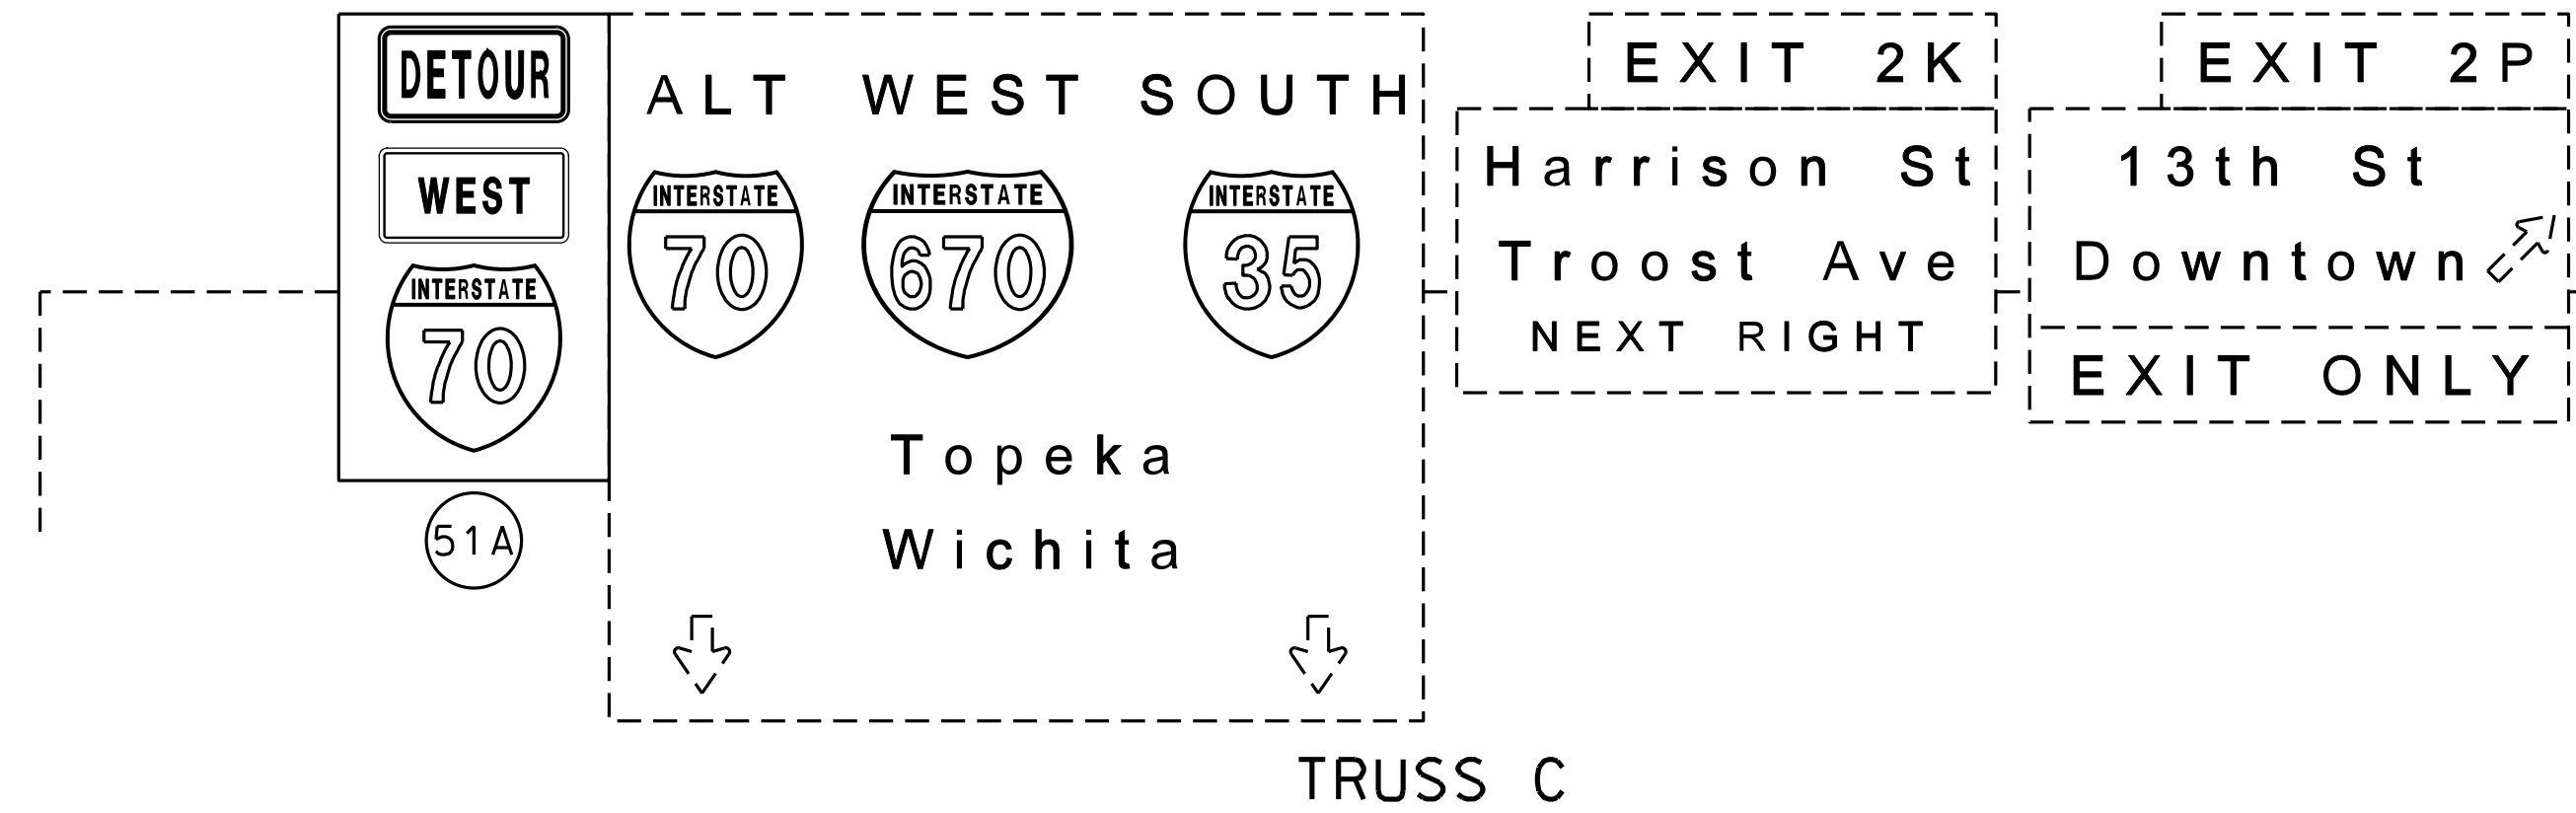 DETOUR
WEST
INTERSTATE
70
51A
ALT WEST SOUTH
INTERSTATE INTERSTATE INTERSTATE
70 670 35
Topeka
Wichita
EXIT 2K
Harrison St
Troost Ave
NEXT RIGHT
EXIT 2P
13th St
Downtown
EXIT ONLY
TRUSS C